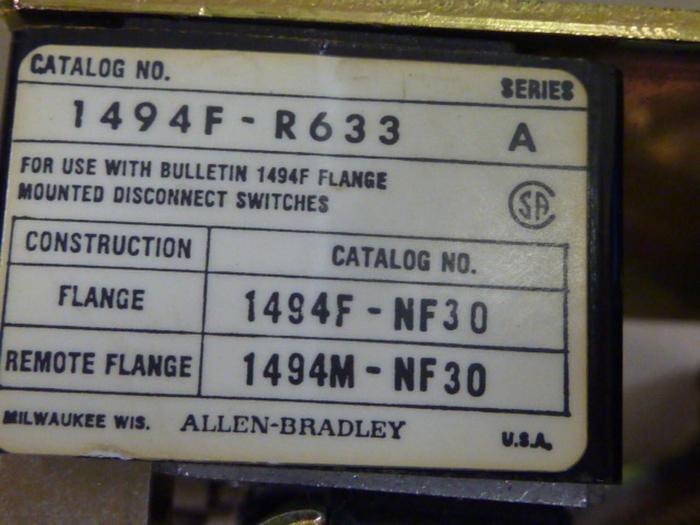 CATALOG NO. SERIES
1494F-R633 A
FOR USE WITH BULLETIN 1494F FLANGE
MOUNTED DISCONNECT SWITCHES
SA
CONSTRUCTION CATALOG NO.
FLANGE 1494F-NF30
REMOTE FLANGE 1494M-NF30
MILWAUKEE WIS. ALLEN-BRADLEY U.S.A.